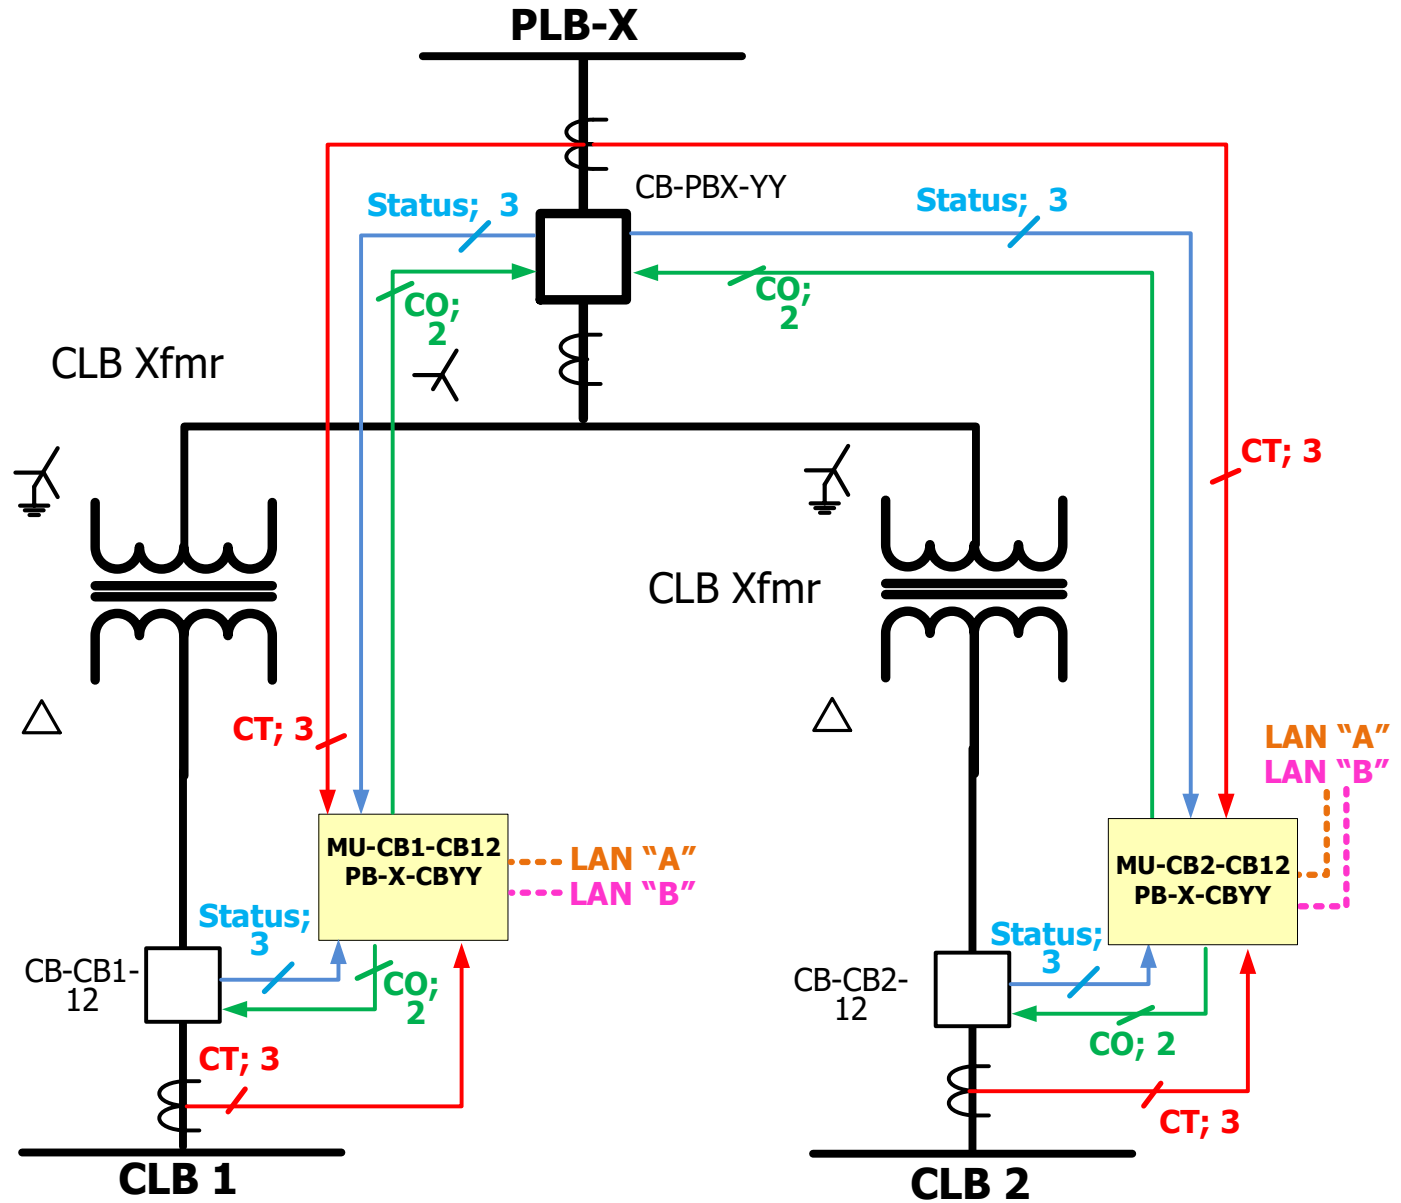 PLB-X
CB-PBX-YY
Status; 3
Status; 3
CO;
2
CO;
2
CLB Xfmr
CT; 3
CLB Xfmr
CT; 3
LAN “A”
LAN “B”
MU-CB1-CB12
PB-X-CBYY
LAN “A”
LAN “B”
MU-CB2-CB12
PB-X-CBYY
Status;
3
Status;
3
CB-CB1-
12
CO;
2
CB-CB2-
12
CO; 2
CT; 3
CT; 3
CLB 1
CLB 2